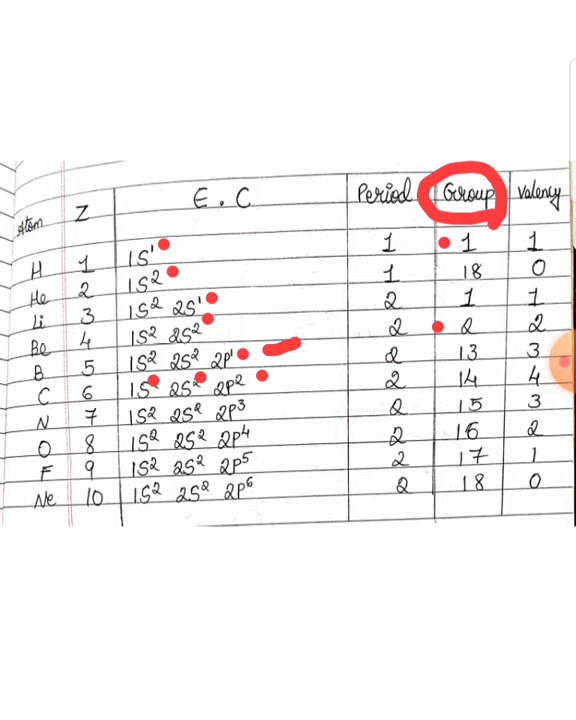 Atom Z E.C Period Group Valency
H 1 1S¹ 1 1 1
He 2 1S² 1 18 0
Li 3 1S² 2S¹ 2 1 1
Be 4 1S² 2S² 2 2 2
B 5 1S² 2S² 2P¹ 2 13 3
C 6 1S² 2S² 2P² 2 14 4
N 7 1S² 2S² 2P³ 2 15 3
O 8 1S² 2S² 2P⁴ 2 16 2
F 9 1S² 2S² 2P⁵ 2 17 1
Ne 10 1S² 2S² 2P⁶ 2 18 0